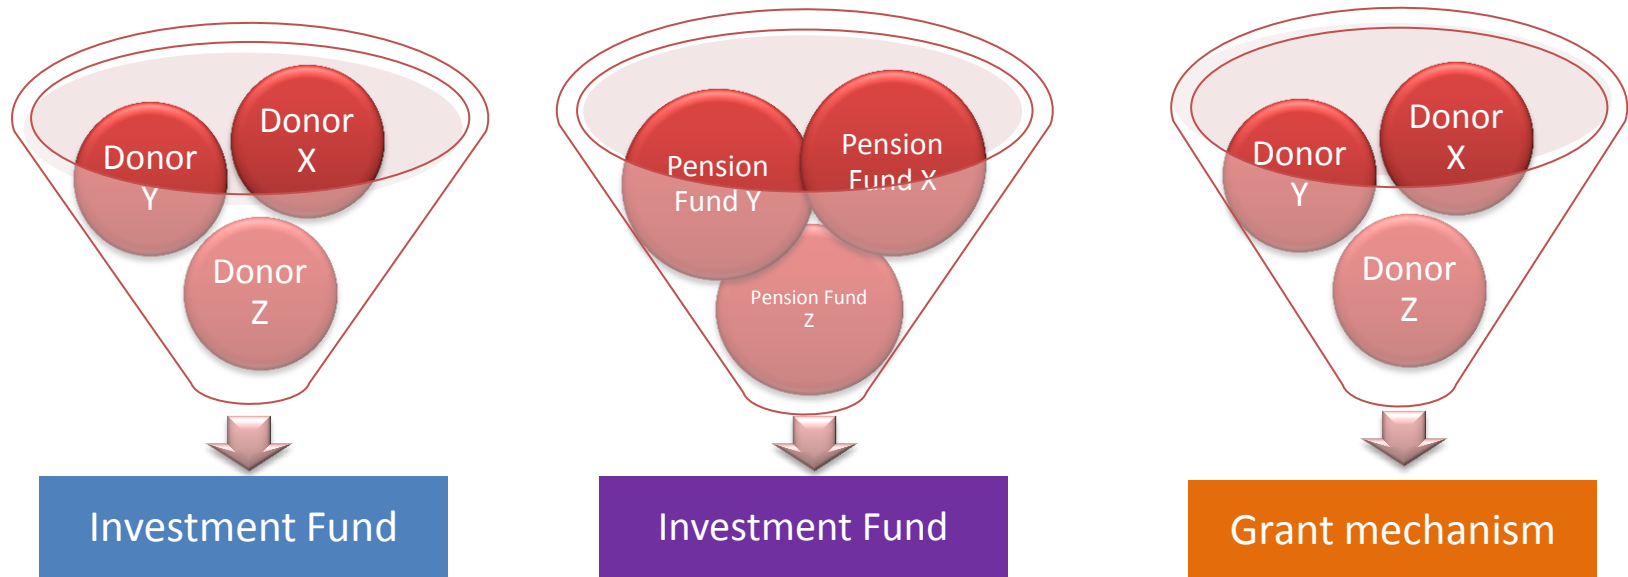 Donor
X
Donor
Y
Donor
Z
Investment Fund
Pension
Fund X
Pension
Fund Y
Pension Fund
Z
Investment Fund
Donor
X
Donor
Y
Donor
Z
Grant mechanism